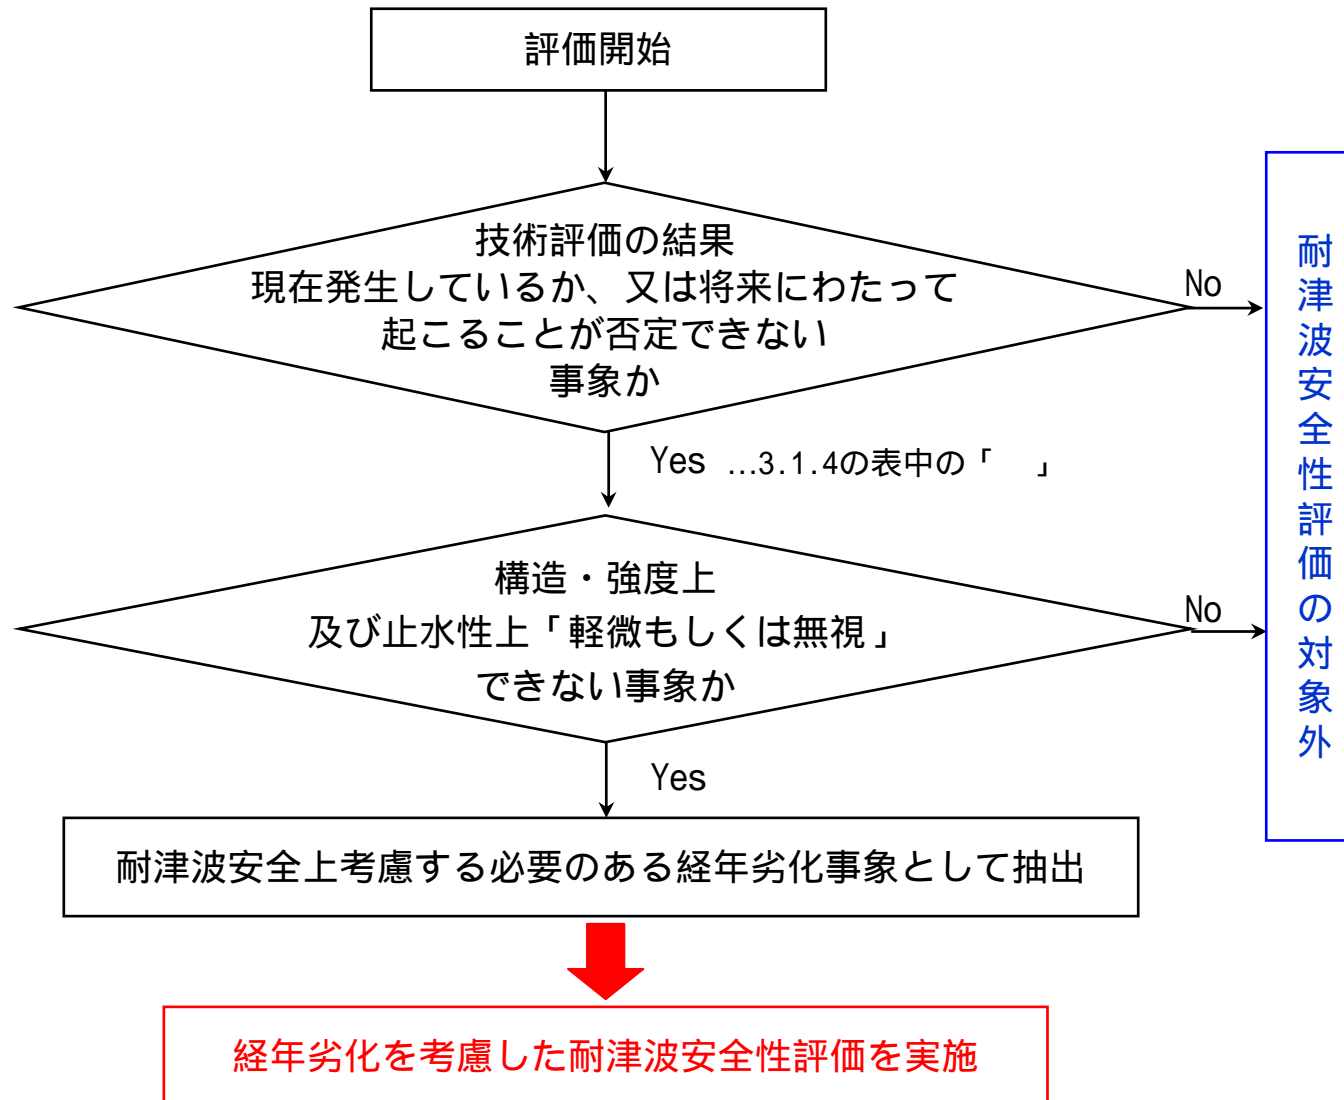 評価開始
技術評価の結果
現在発生しているか、又は将来にわたって
起こることが否定できない
事象か
No
Yes …3.1.4の表中の「　」
構造・強度上
及び止水性上「軽微もしくは無視」
できない事象か
No
Yes
耐津波安全上考慮する必要のある経年劣化事象として抽出
経年劣化を考慮した耐津波安全性評価を実施
耐津波安全性評価の対象外